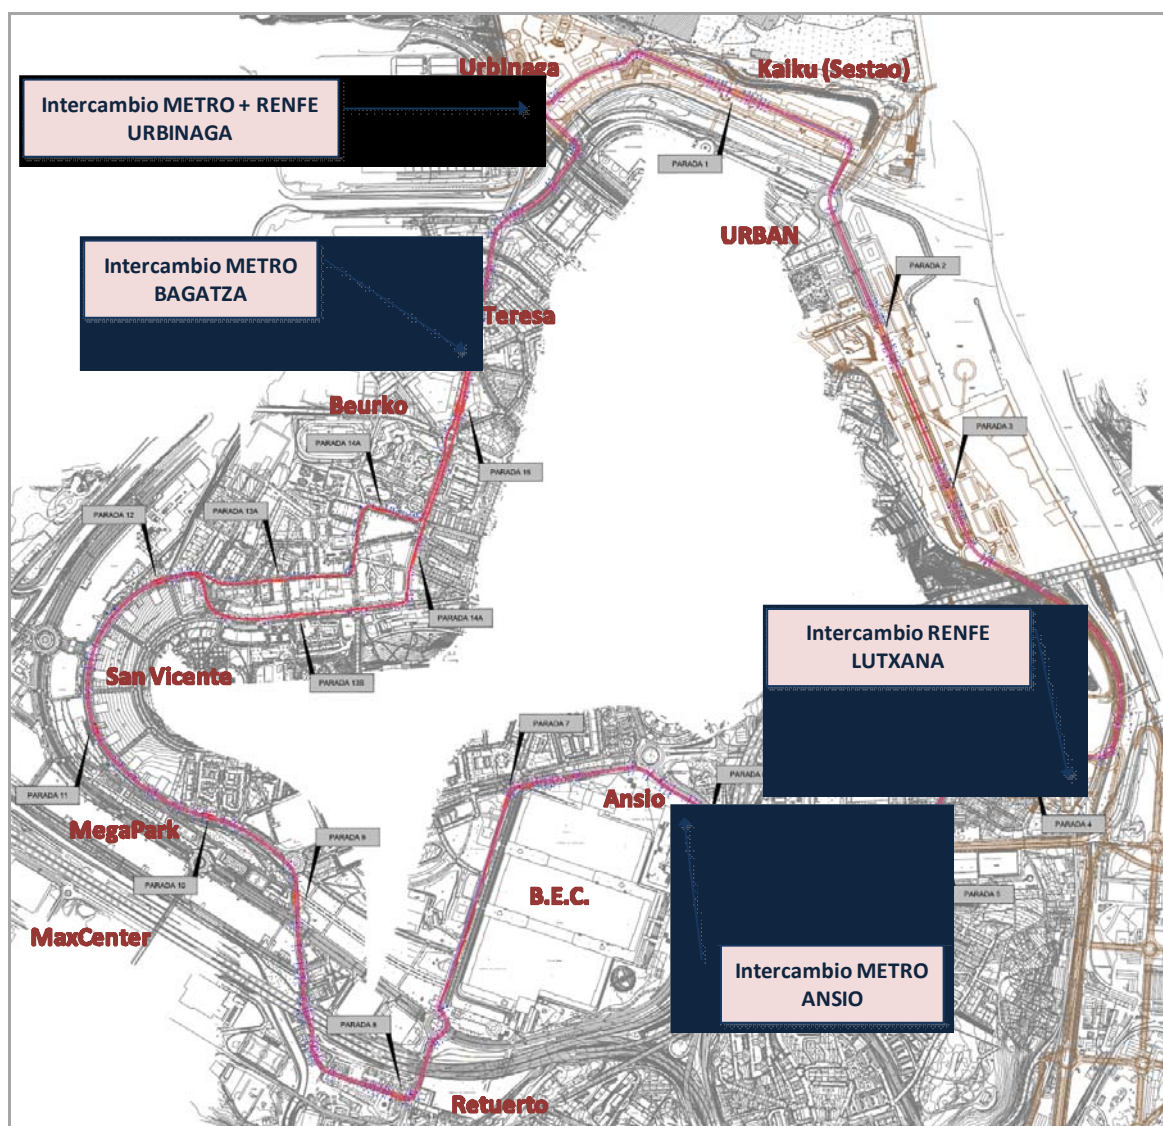 Urbinaga
Kaiku (Sestao)
Intercambio METRO + RENFE
URBINAGA
PARADA 1
URBAN
Intercambio METRO
BAGATZA
PARADA 2
Teresa
Beurko
PARADA 14A
PARADA 3
PARADA 12
PARADA 13A
PARADA 14A
Intercambio RENFE
LUTXANA
San Vicente
PARADA 13B
PARADA 7
PARADA
PARADA 11
Ansio
MegaPark
PARADA 4
PARADA 9
PARADA 10
B.E.C.
PARADA 5
MaxCenter
Intercambio METRO
ANSIO
PARADA 8
Retuerto